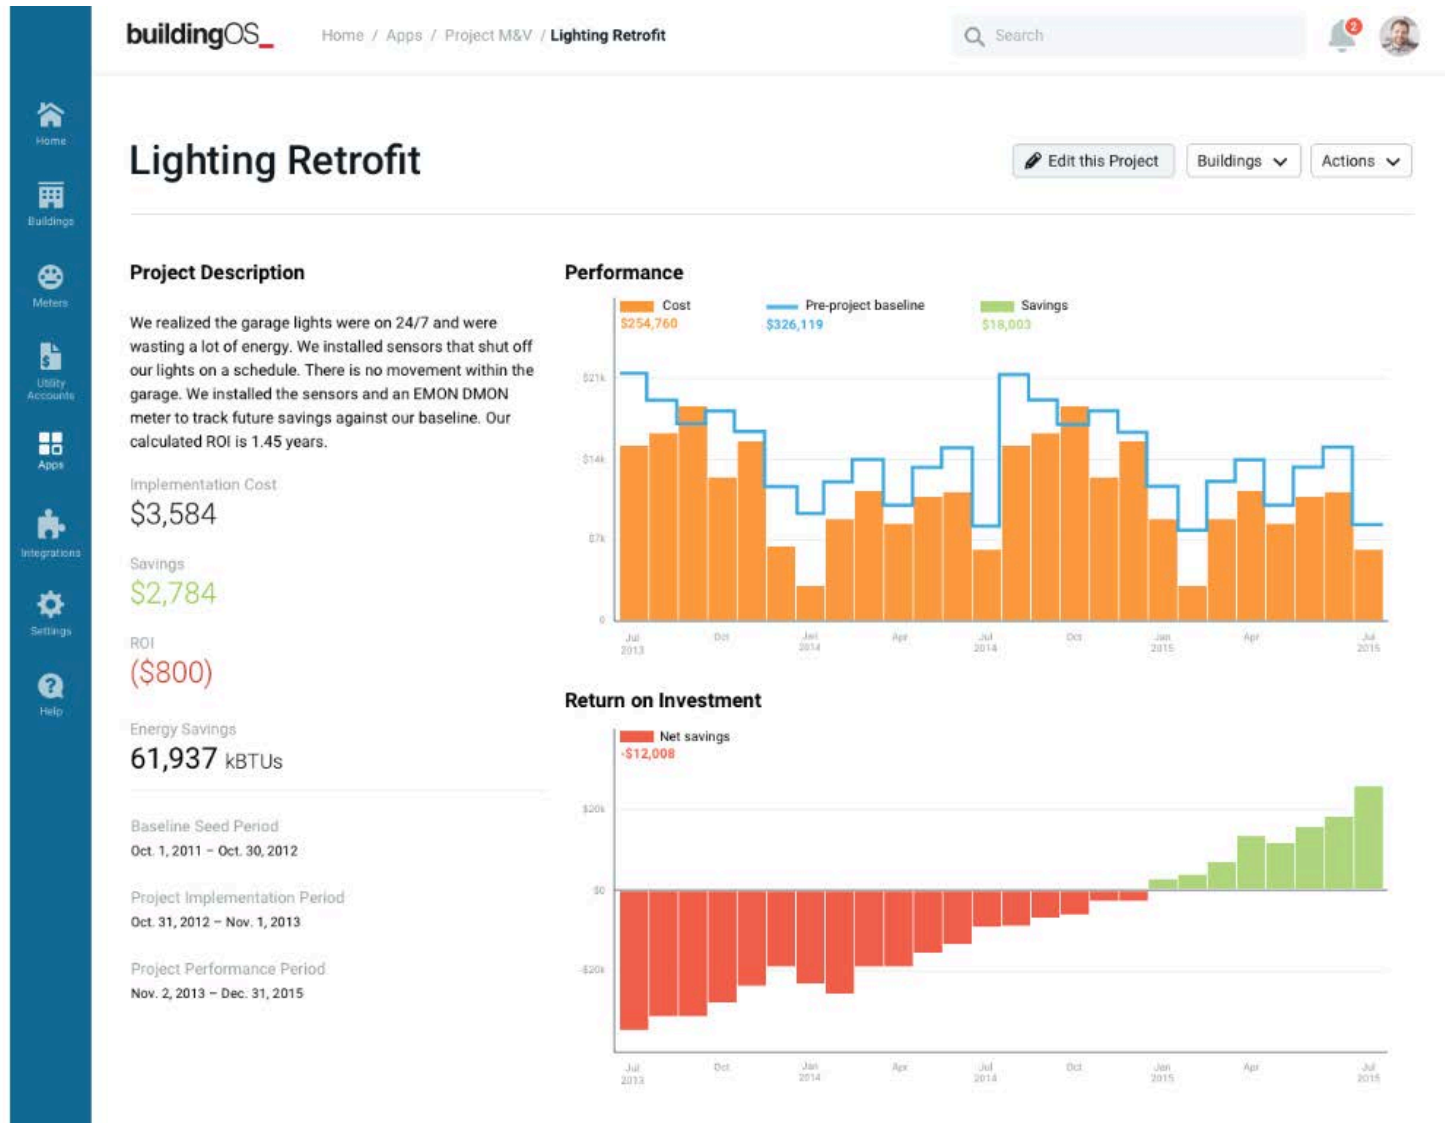 buildingOS_
Home / Apps / Project M&V / Lighting Retrofit
Search
2
Home
Buildings
Meters
Utility
Accounts
Apps
Integrations
Settings
Help
Lighting Retrofit
Edit this Project
Buildings
Actions
Project Description
We realized the garage lights were on 24/7 and were
wasting a lot of energy. We installed sensors that shut off
our lights on a schedule. There is no movement within the
garage. We installed the sensors and an EMON DMON
meter to track future savings against our baseline. Our
calculated ROI is 1.45 years.
Implementation Cost
$3,584
Savings
$2,784
ROI
($800)
Energy Savings
61,937 kBTUs
Baseline Seed Period
Oct. 1, 2011 – Oct. 30, 2012
Project Implementation Period
Oct. 31, 2012 – Nov. 1, 2013
Project Performance Period
Nov. 2, 2013 – Dec. 31, 2015
Performance
Cost
$254,760
Pre-project baseline
$326,119
Savings
$18,003
$21k
$14k
$7k
0
Jul
2013
Oct
Jan
2014
Apr
Jul
2014
Oct
Jan
2015
Apr
Jul
2015
Return on Investment
Net savings
-$12,008
$20k
$0
-$20k
Jul
2013
Oct
Jan
2014
Apr
Jul
2014
Oct
Jan
2015
Apr
Jul
2015